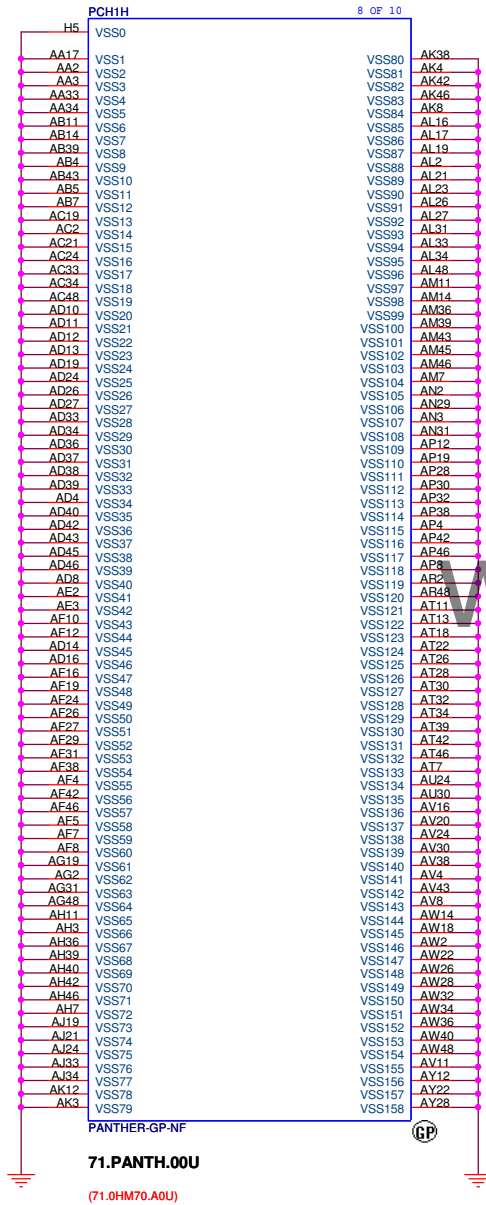 PCH1H 8 OF 10
H5 VSS0
AA17 VSS1 VSS80 AK38
AA2 VSS2 VSS81 AK4
AA3 VSS3 VSS82 AK42
AA33 VSS4 VSS83 AK46
AA34 VSS5 VSS84 AK8
AB11 VSS6 VSS85 AL16
AB14 VSS7 VSS86 AL17
AB39 VSS8 VSS87 AL19
AB4 VSS9 VSS88 AL2
AB43 VSS10 VSS89 AL21
AB5 VSS11 VSS90 AL23
AB7 VSS12 VSS91 AL26
AC19 VSS13 VSS92 AL27
AC2 VSS14 VSS93 AL31
AC21 VSS15 VSS94 AL33
AC24 VSS16 VSS95 AL34
AC33 VSS17 VSS96 AL48
AC34 VSS18 VSS97 AM11
AC48 VSS19 VSS98 AM14
AD10 VSS20 VSS99 AM36
AD11 VSS21 VSS100 AM39
AD12 VSS22 VSS101 AM43
AD13 VSS23 VSS102 AM45
AD19 VSS24 VSS103 AM46
AD24 VSS25 VSS104 AM7
AD26 VSS26 VSS105 AN2
AD27 VSS27 VSS106 AN29
AD33 VSS28 VSS107 AN3
AD34 VSS29 VSS108 AN31
AD36 VSS30 VSS109 AP12
AD37 VSS31 VSS110 AP19
AD38 VSS32 VSS111 AP28
AD39 VSS33 VSS112 AP30
AD4 VSS34 VSS113 AP32
AD40 VSS35 VSS114 AP38
AD42 VSS36 VSS115 AP4
AD43 VSS37 VSS116 AP42
AD45 VSS38 VSS117 AP46
AD46 VSS39 VSS118 AP8
AD8 VSS40 VSS119 AR2
AE2 VSS41 VSS120 AR48
AE3 VSS42 VSS121 AT11
AF10 VSS43 VSS122 AT13
AF12 VSS44 VSS123 AT18
AD14 VSS45 VSS124 AT22
AD16 VSS46 VSS125 AT26
AF16 VSS47 VSS126 AT28
AF19 VSS48 VSS127 AT30
AF24 VSS49 VSS128 AT32
AF26 VSS50 VSS129 AT34
AF27 VSS51 VSS130 AT39
AF29 VSS52 VSS131 AT42
AF31 VSS53 VSS132 AT46
AF38 VSS54 VSS133 AT7
AF4 VSS55 VSS134 AU24
AF42 VSS56 VSS135 AU30
AF46 VSS57 VSS136 AV16
AF5 VSS58 VSS137 AV20
AF7 VSS59 VSS138 AV24
AF8 VSS60 VSS139 AV30
AG19 VSS61 VSS140 AV38
AG2 VSS62 VSS141 AV4
AG31 VSS63 VSS142 AV43
AG48 VSS64 VSS143 AV8
AH11 VSS65 VSS144 AW14
AH3 VSS66 VSS145 AW18
AH36 VSS67 VSS146 AW2
AH39 VSS68 VSS147 AW22
AH40 VSS69 VSS148 AW26
AH42 VSS70 VSS149 AW28
AH46 VSS71 VSS150 AW32
AH7 VSS72 VSS151 AW34
AJ19 VSS73 VSS152 AW36
AJ21 VSS74 VSS153 AW40
AJ24 VSS75 VSS154 AW48
AJ33 VSS76 VSS155 AV11
AJ34 VSS77 VSS156 AY12
AK12 VSS78 VSS157 AY22
AK3 VSS79 VSS158 AY28
PANTHER-GP-NF GP
71.PANTH.00U
(71.0HM70.A0U)